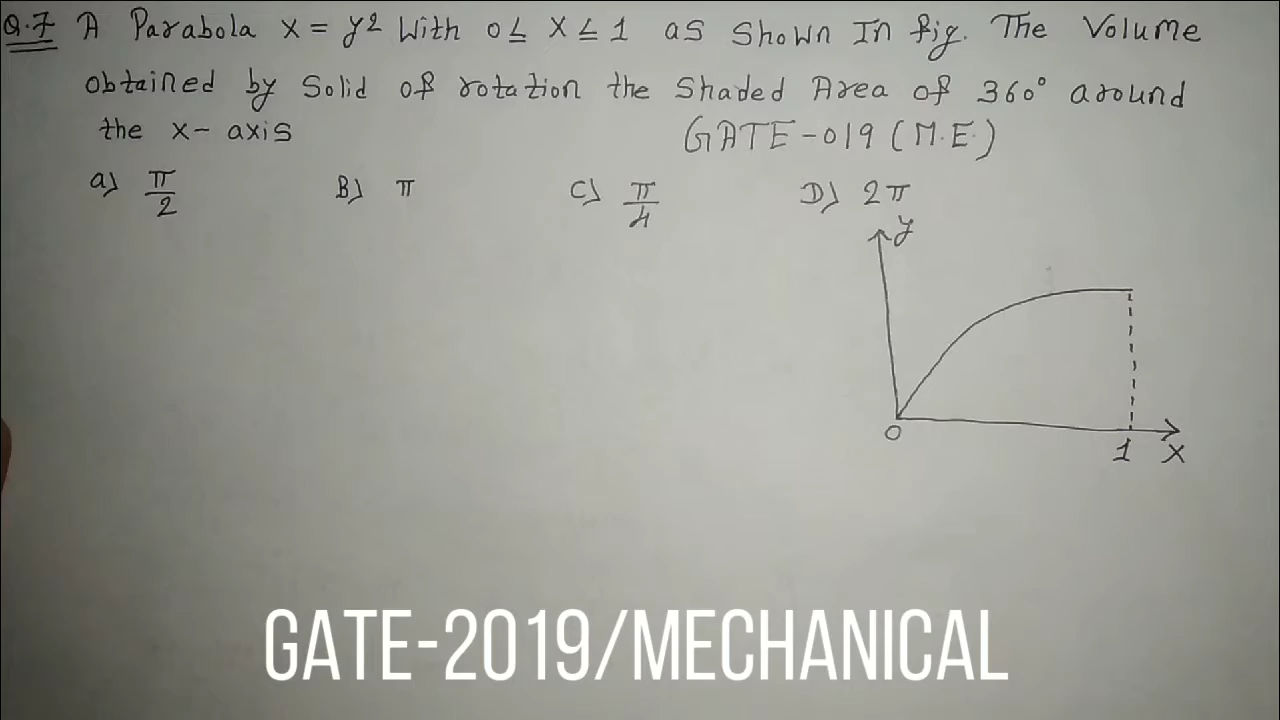 Q.7 A Parabola X = y² With 0 ≤ X ≤ 1 as Shown In fig. The Volume
obtained by Solid of rotation the Shaded Area of 360° around
the X- axis
GATE-019 (M.E.)
a) π/2 B) π C) π/4 D) 2π
y
0
1 X
GATE-2019/MECHANICAL